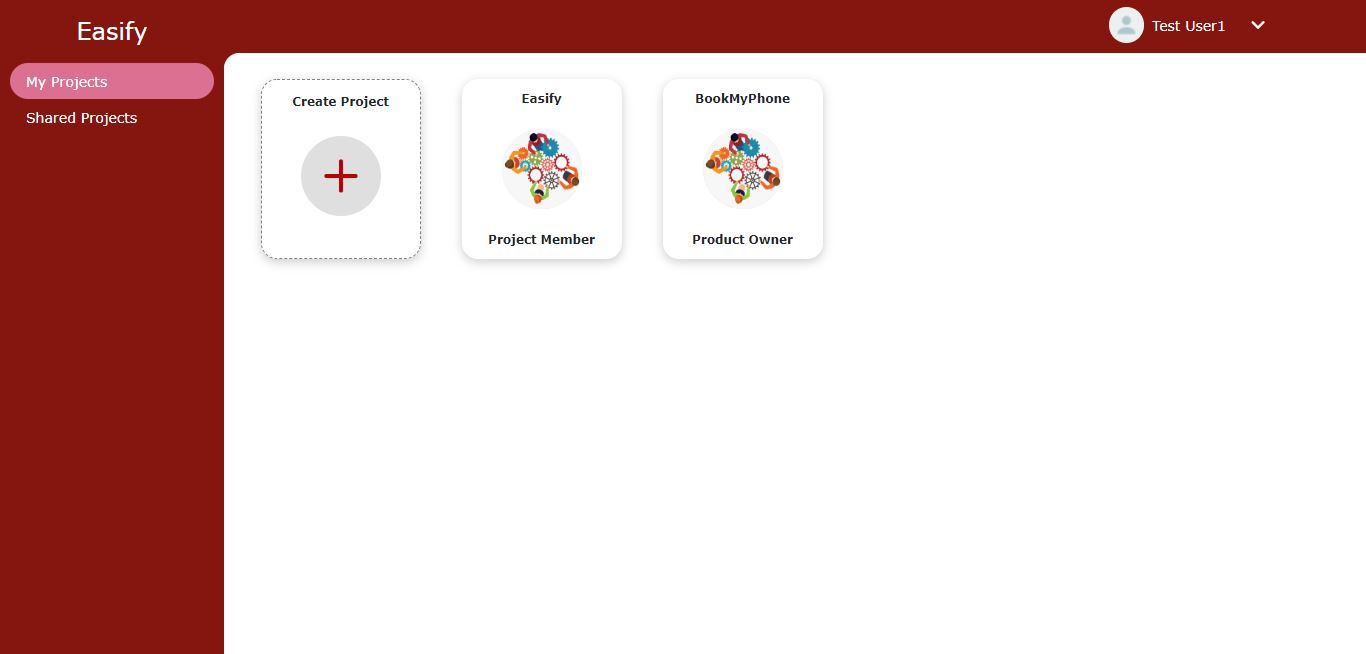 Easify
Test User1
My Projects
Shared Projects
Create Project
Easify
Project Member
BookMyPhone
Product Owner